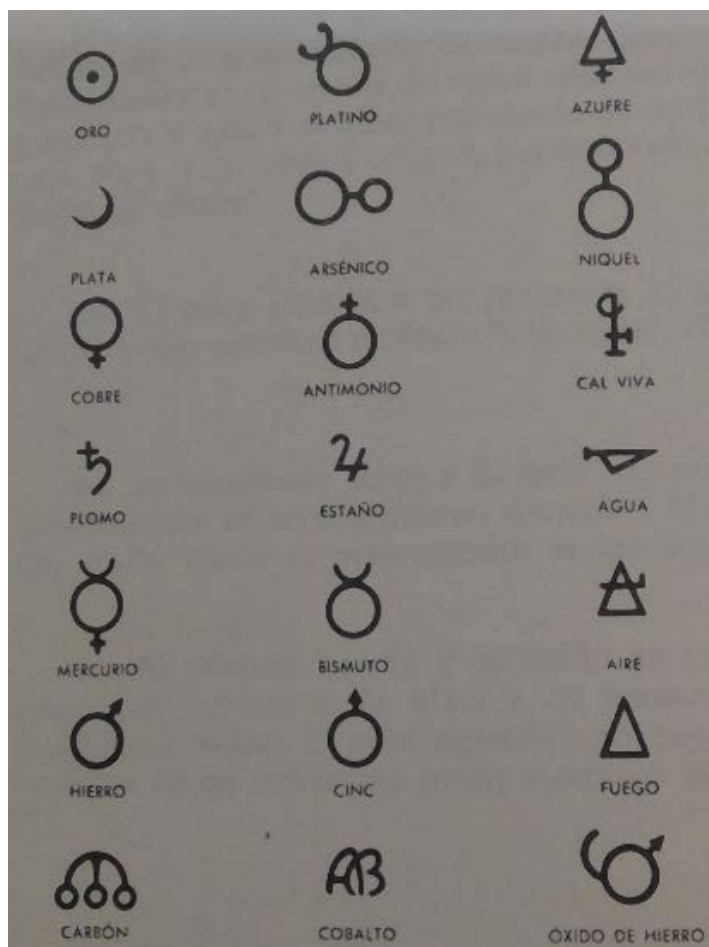 ORO
PLATINO
AZUFRE
PLATA
ARSÉNICO
NIQUEL
COBRE
ANTIMONIO
CAL VIVA
PLOMO
ESTAÑO
AGUA
MERCURIO
BISMUTO
AIRE
HIERRO
CINC
FUEGO
CARBÓN
COBALTO
ÓXIDO DE HIERRO